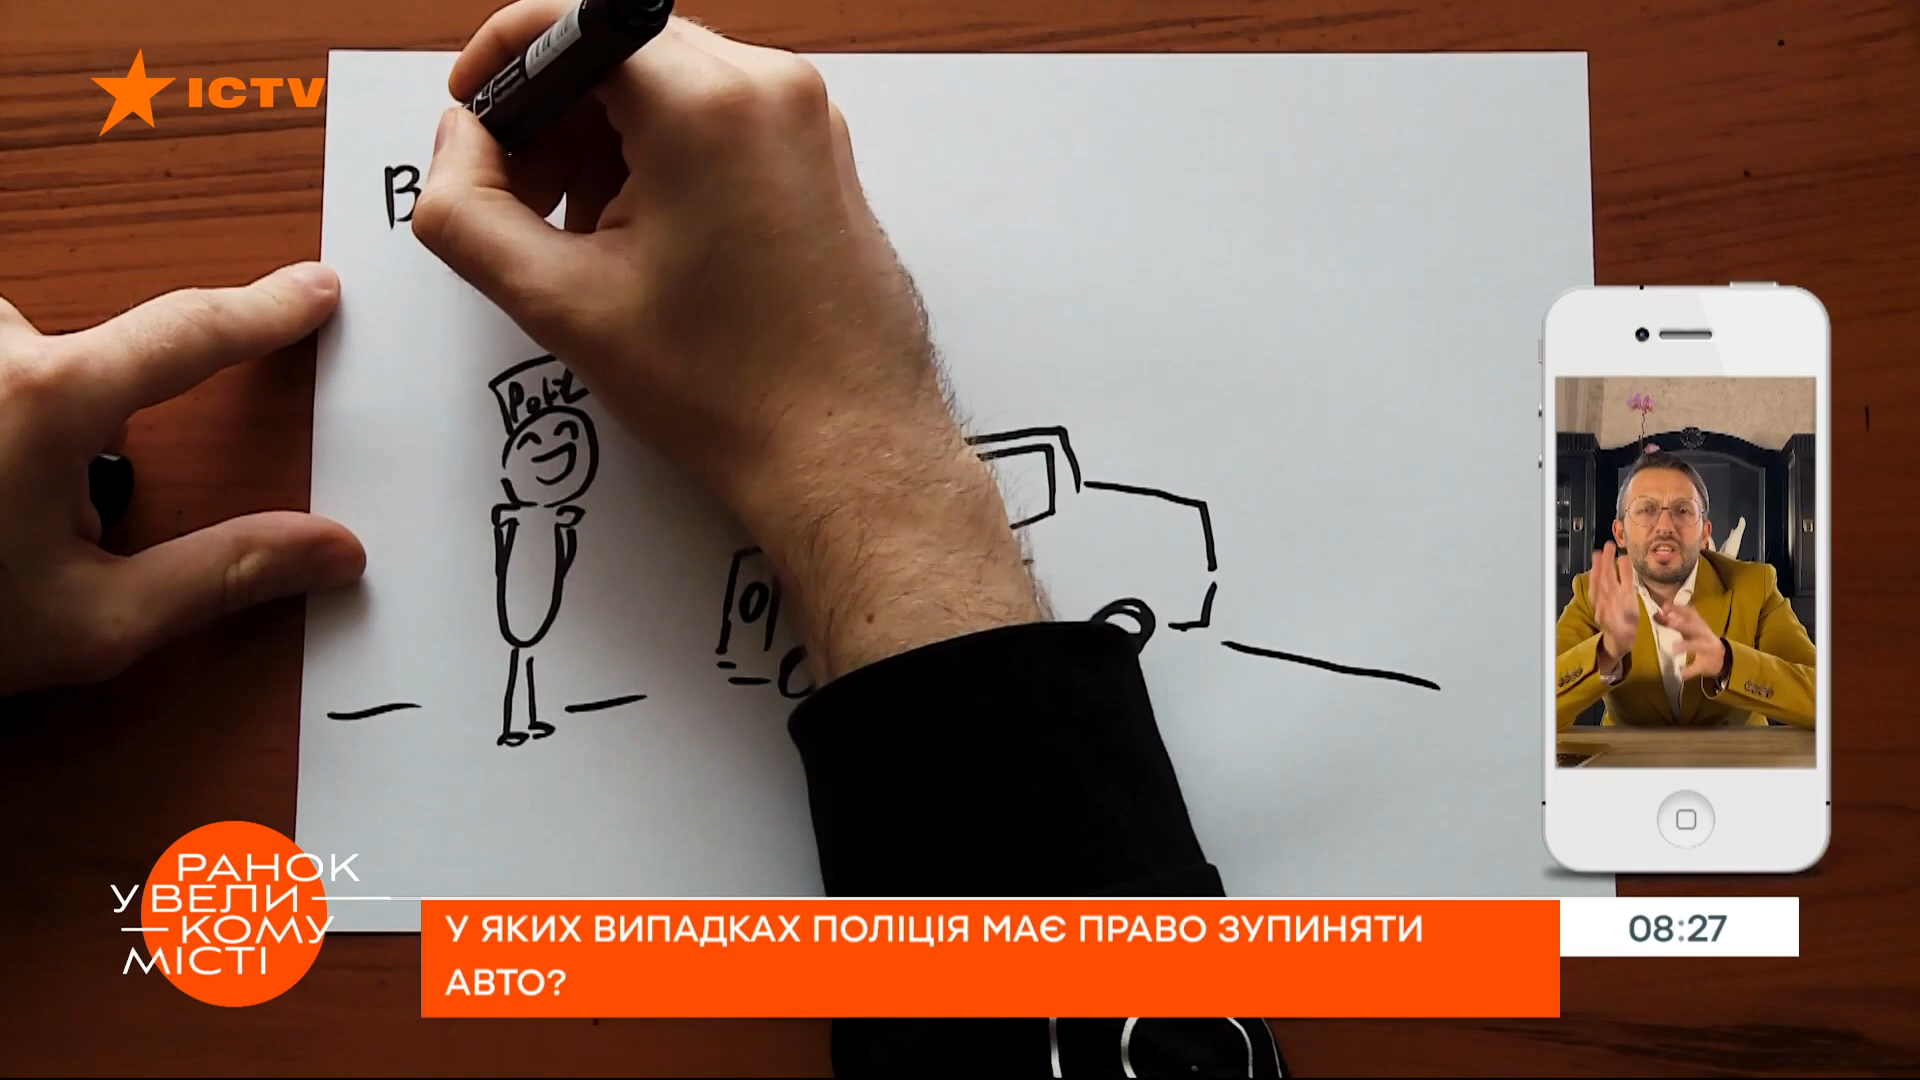 ICTV
В
РАНОК
У ВЕЛИ
КОМУ
МІСТІ
У ЯКИХ ВИПАДКАХ ПОЛІЦІЯ МАЄ ПРАВО ЗУПИНЯТИ
АВТО?
08:27